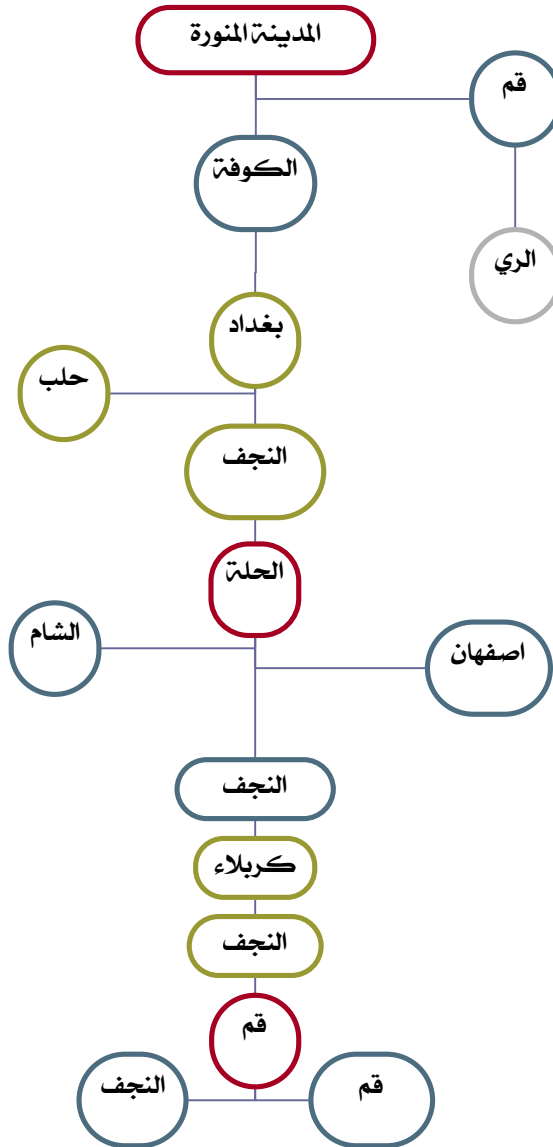 المدينة المنورة
قم
الكوفة
الري
بغداد
حلب
النجف
الحلة
الشام
اصفهان
النجف
كربلاء
النجف
قم
النجف
قم